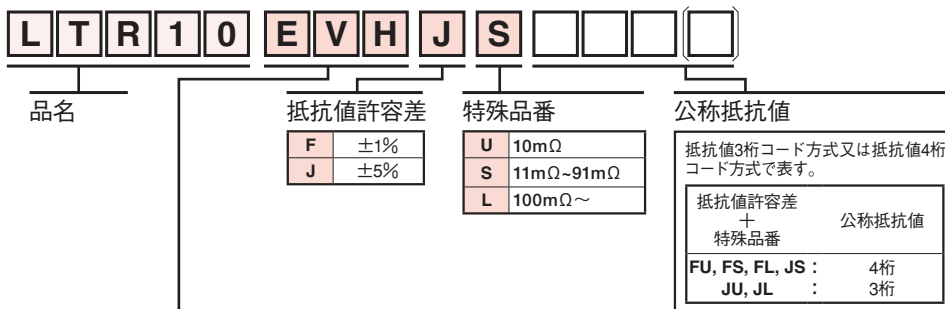 LTR10EVHJS
品名
抵抗値許容差
F ±1%
J ±5%
特殊品番
U 10mΩ
S 11mΩ~91mΩ
L 100mΩ～
公称抵抗値
抵抗値3桁コード方式又は抵抗値4桁
コード方式で表す。
抵抗値許容差
＋
特殊品番
公称抵抗値
FU, FS, FL, JS： 4桁
JU, JL ： 3桁